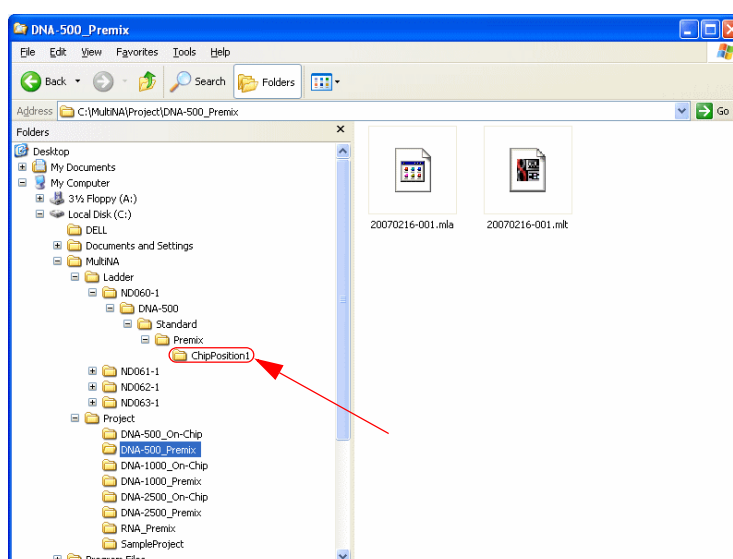 DNA-500_Premix
File Edit View Favorites Tools Help
Back Search Folders
Address C:\MultiNA\Project\DNA-500_Premix Go
Folders
Desktop
My Documents
My Computer
3½ Floppy (A:)
Local Disk (C:)
DELL
Documents and Settings
MultiNA
Ladder
ND060-1
DNA-500
Standard
Premix
ChipPosition1
ND061-1
ND062-1
ND063-1
Project
DNA-500_On-Chip
DNA-500_Premix
DNA-1000_On-Chip
DNA-1000_Premix
DNA-2500_On-Chip
DNA-2500_Premix
RNA_Premix
SampleProject
Program Files
20070216-001.mla 20070216-001.mlt